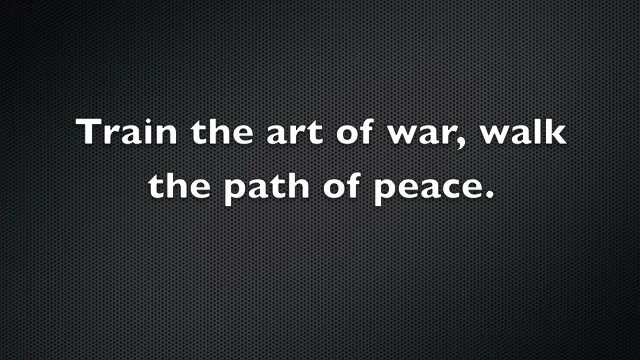 Train the art of war, walk
the path of peace.